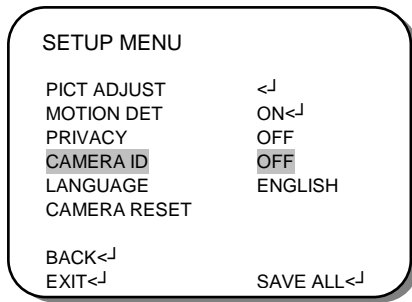 SETUP MENU
PICT ADJUST <┘
MOTION DET ON<┘
PRIVACY OFF
CAMERA ID OFF
LANGUAGE ENGLISH
CAMERA RESET
BACK<┘
EXIT<┘ SAVE ALL<┘